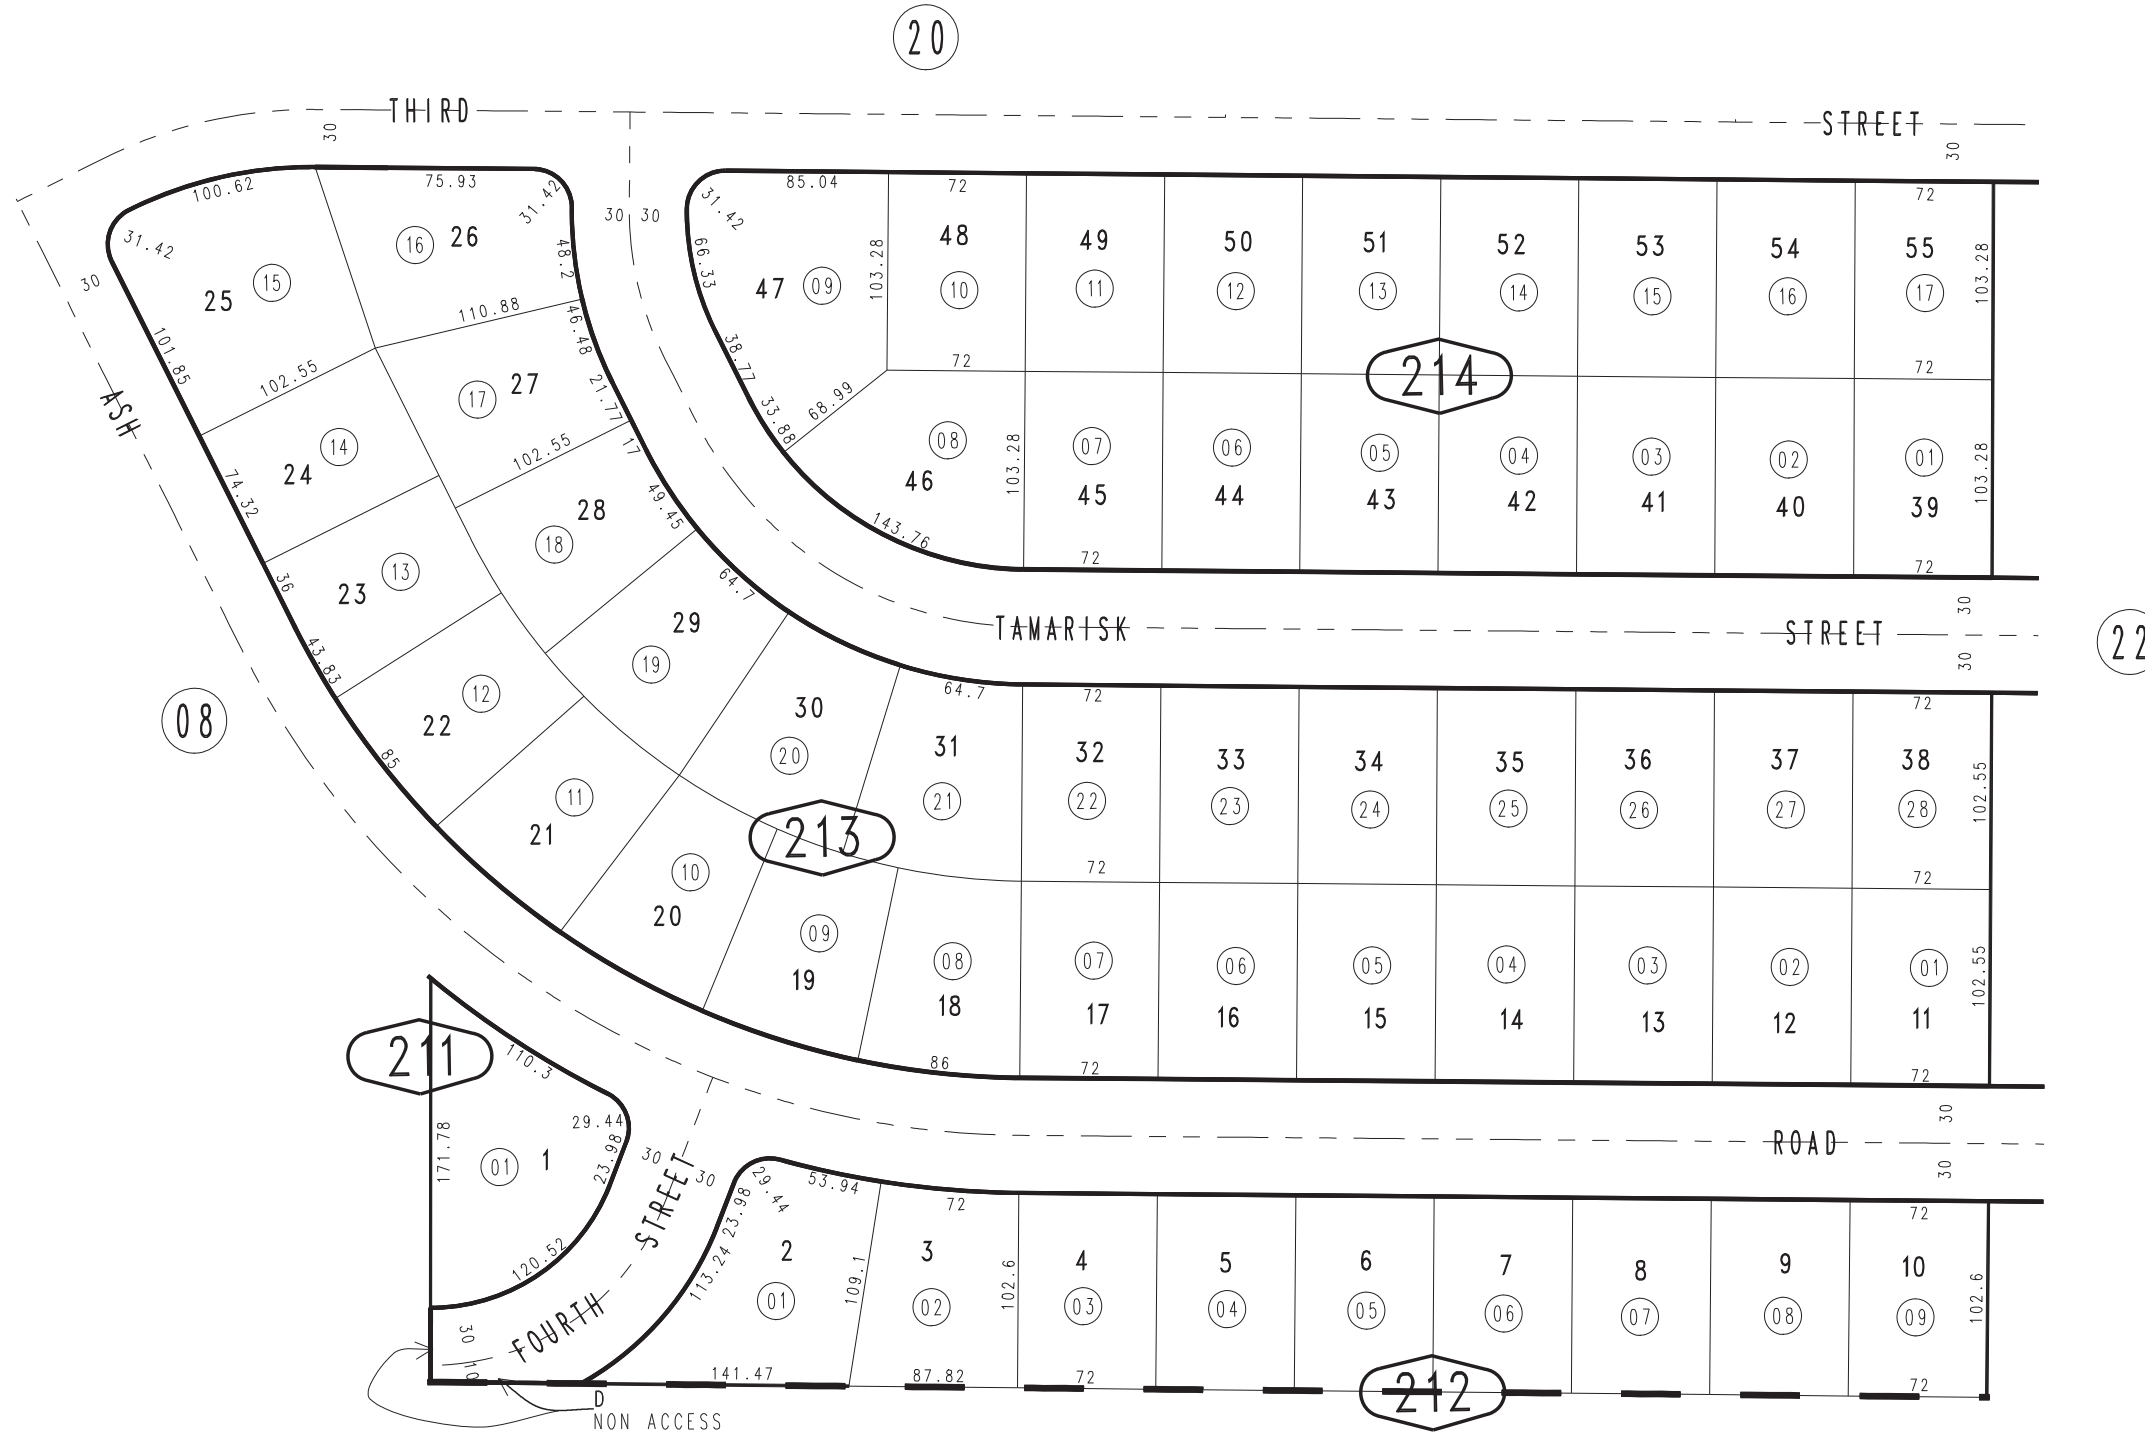 20
THIRD STREET
30 30
100.62 75.93 31.42 85.04 72 72
31.42 30 30 31.42
30 48.2 66.33 103.28 103.28
25 15 16 26 47 09 48 10 49 11 50 12 51 13 52 14 53 15 54 16 55 17
110.88 46.48 38.77 72 72
101.85 102.55 21.77 33.88 68.99
214
ASH
27 17 102.55 17
24 14 74.32 28 18 49.45
46 08 103.28 45 07 44 06 43 05 42 04 41 03 40 02 39 01 103.28
143.76 72 72
23 13 36 64.7
29 19
TAMARISK STREET
30 30
22
43.83 22 12 64.7 72 72
08
85 30 20 31 21 32 22 33 23 34 24 35 25 36 26 37 27 38 28 102.55
21 11
213
72 72
20 10 19 09 18 08 17 07 16 06 15 05 14 04 13 03 12 02 11 01 102.55
86 72 72
211
110.3
29.44
171.78 01 1 23.98
30 30
ROAD
30 30
120.52
FOURTH STREET
29.44 53.94 72 72
113.24 23.98
2 01 109.1 3 02 102.6 4 03 5 04 6 05 7 06 8 07 9 08 10 09 102.6
30
10
141.47 87.82 72 72
212
D
NON ACCESS